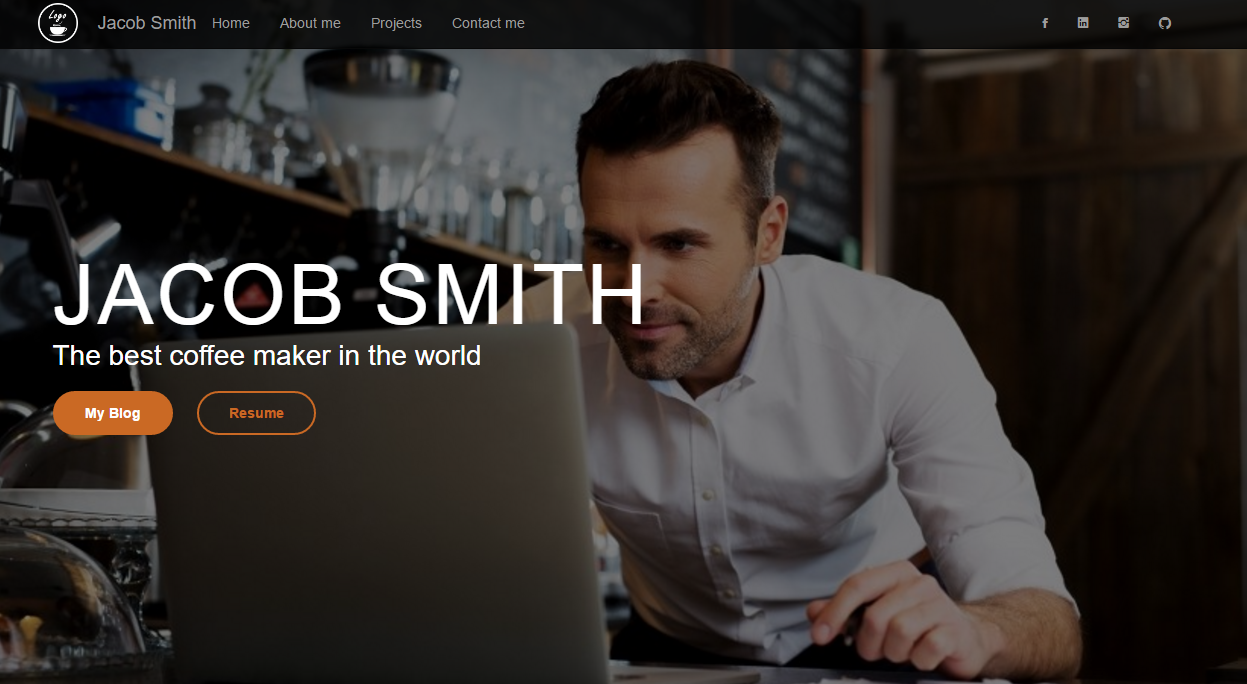 Logo
Jacob Smith Home About me Projects Contact me
JACOB SMITH
The best coffee maker in the world
My Blog Resume